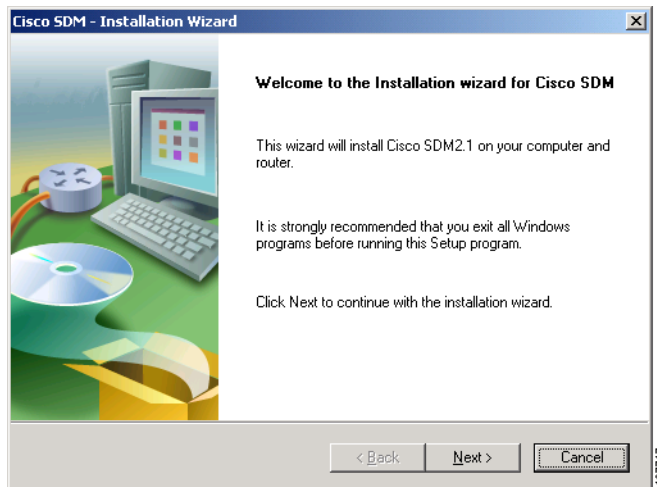 Cisco SDM - Installation Wizard
Welcome to the Installation wizard for Cisco SDM
This wizard will install Cisco SDM2.1 on your computer and
router.
It is strongly recommended that you exit all Windows
programs before running this Setup program.
Click Next to continue with the installation wizard.
< Back
Next >
Cancel